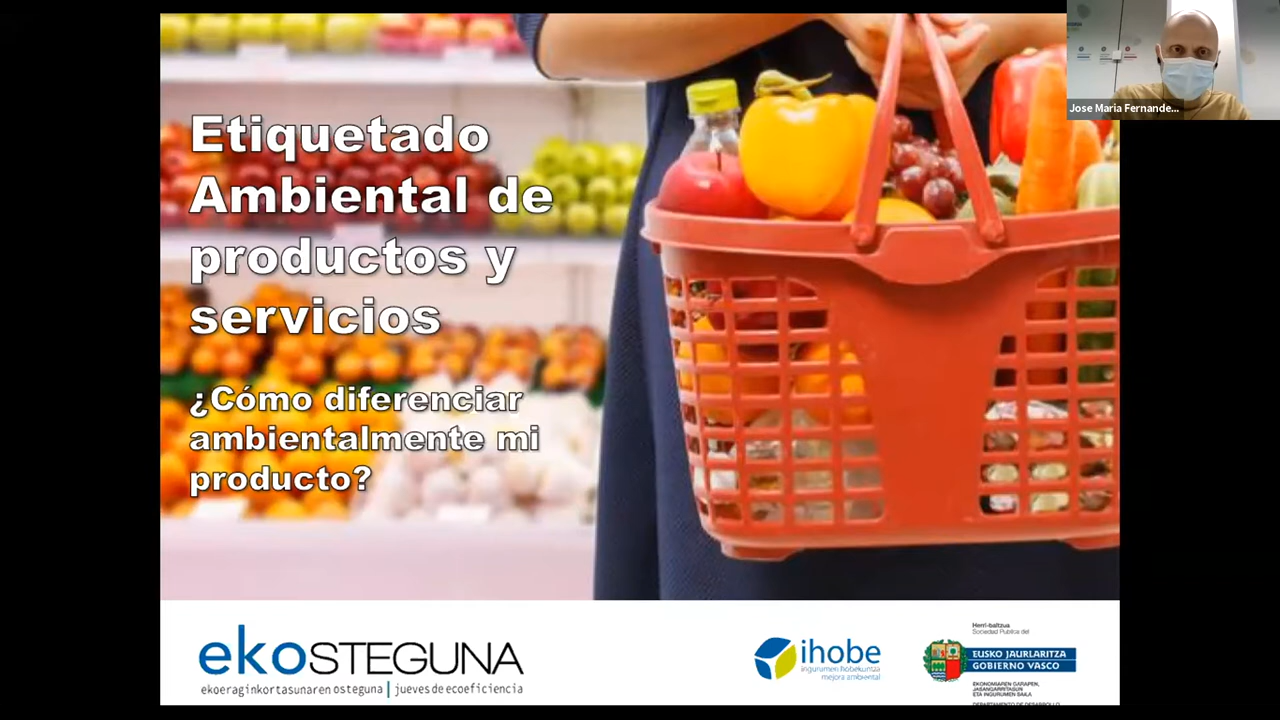 Jose Maria Fernande...
Etiquetado
Ambiental de
productos y
servicios
¿Cómo diferenciar
ambientalmente mi
producto?
ekOSTEGUNA
ekoeraginkortasunaren osteguna | jueves de ecoeficiencia
ihobe
ingurumen hobekuntza
mejora ambiental
Herri-baltzua
Sociedad Pública del
EUSKO JAURLARITZA
GOBIERNO VASCO
EKONOMIAREN GARAPEN,
JASANGARRITASUN
ETA INGURUMEN SAILA
DEPARTAMENTO DE DESARROLLO